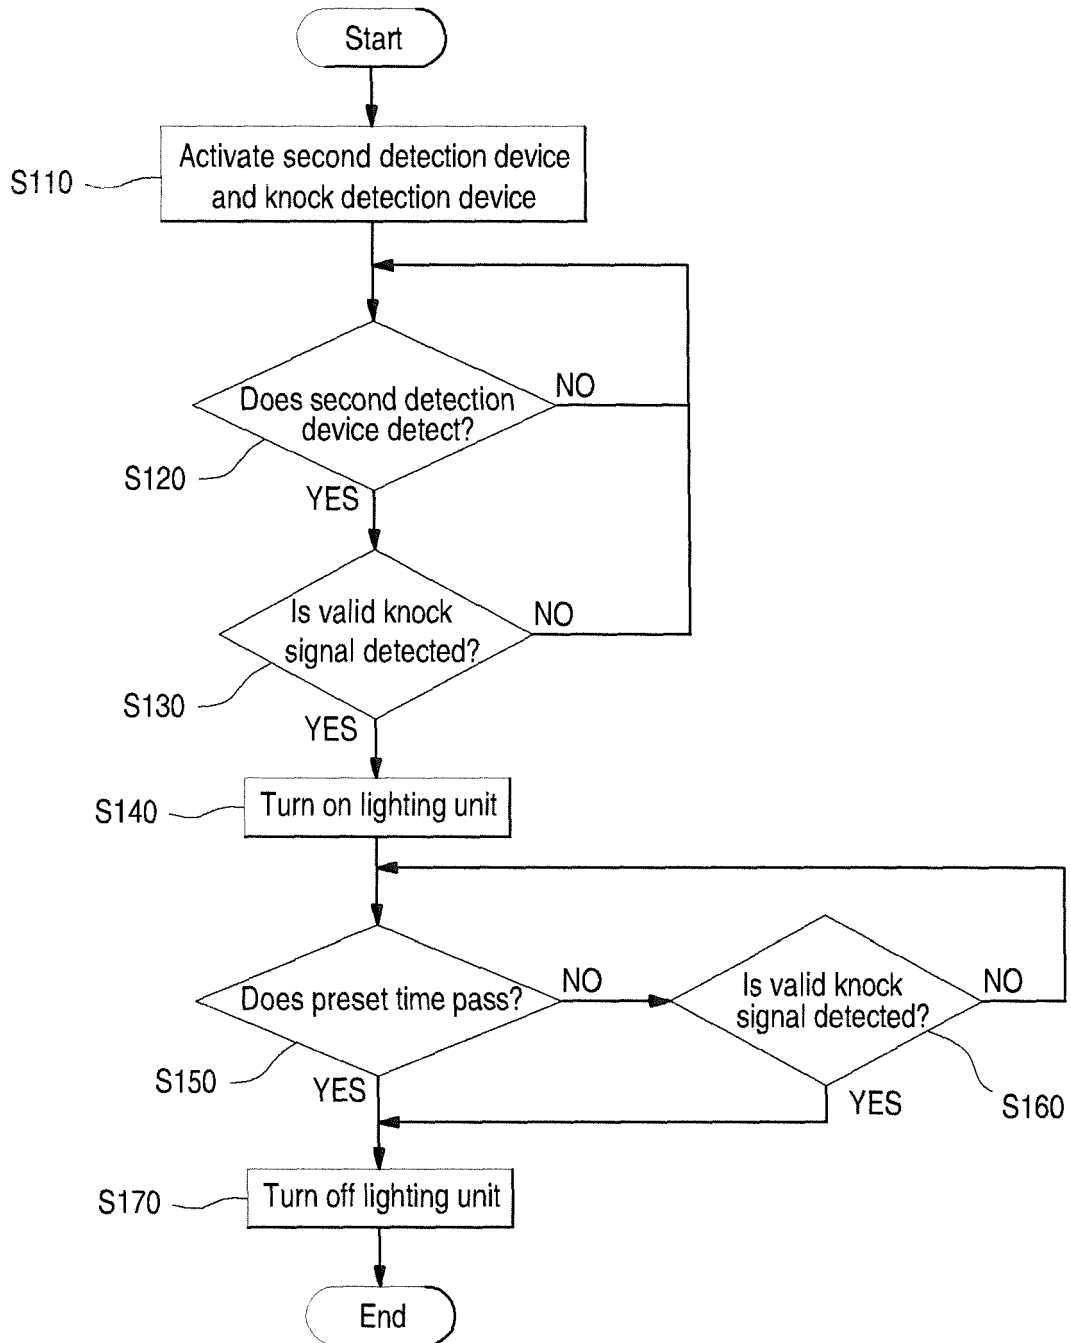 Start
S110
Activate second detection device
and knock detection device
Does second detection
device detect?
NO
S120
YES
Is valid knock
signal detected?
NO
S130
YES
S140
Turn on lighting unit
Does preset time pass?
NO
Is valid knock
signal detected?
NO
S150
YES
YES
S160
S170
Turn off lighting unit
End